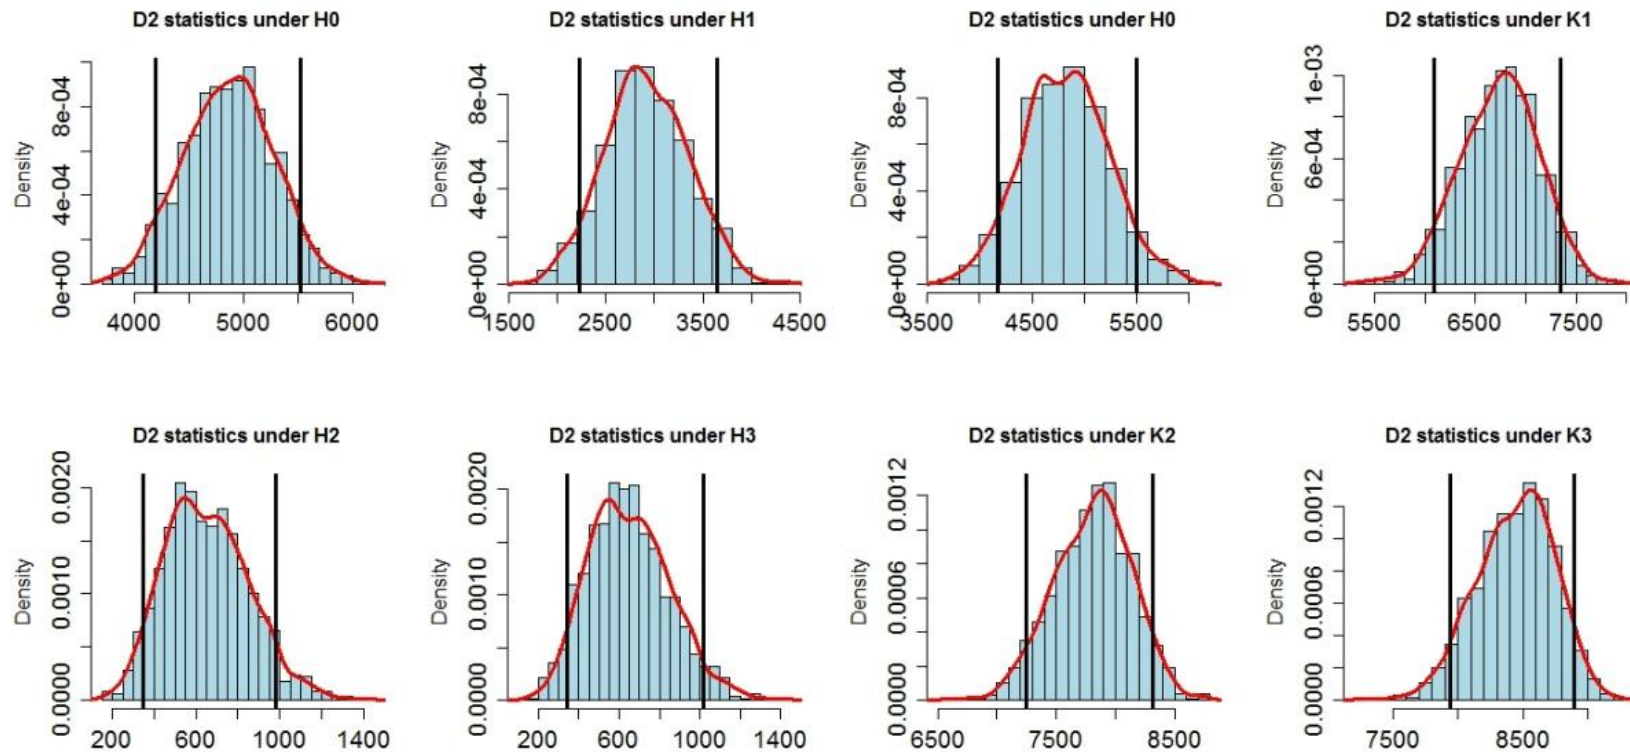 D2 statistics under H0
Density
0e+00 4e-04 8e-04
4000 5000 6000
D2 statistics under H1
Density
0e+00 4e-04 8e-04
1500 2500 3500 4500
D2 statistics under H0
Density
0e+00 4e-04 8e-04
3500 4500 5500
D2 statistics under K1
Density
0e+00 6e-04 1e-03
5500 6500 7500
D2 statistics under H2
Density
0.0000 0.0010 0.0020
200 600 1000 1400
D2 statistics under H3
Density
0.0000 0.0010 0.0020
200 600 1000 1400
D2 statistics under K2
Density
0.0000 0.0006 0.0012
6500 7500 8500
D2 statistics under K3
Density
0.0000 0.0006 0.0012
7500 8500